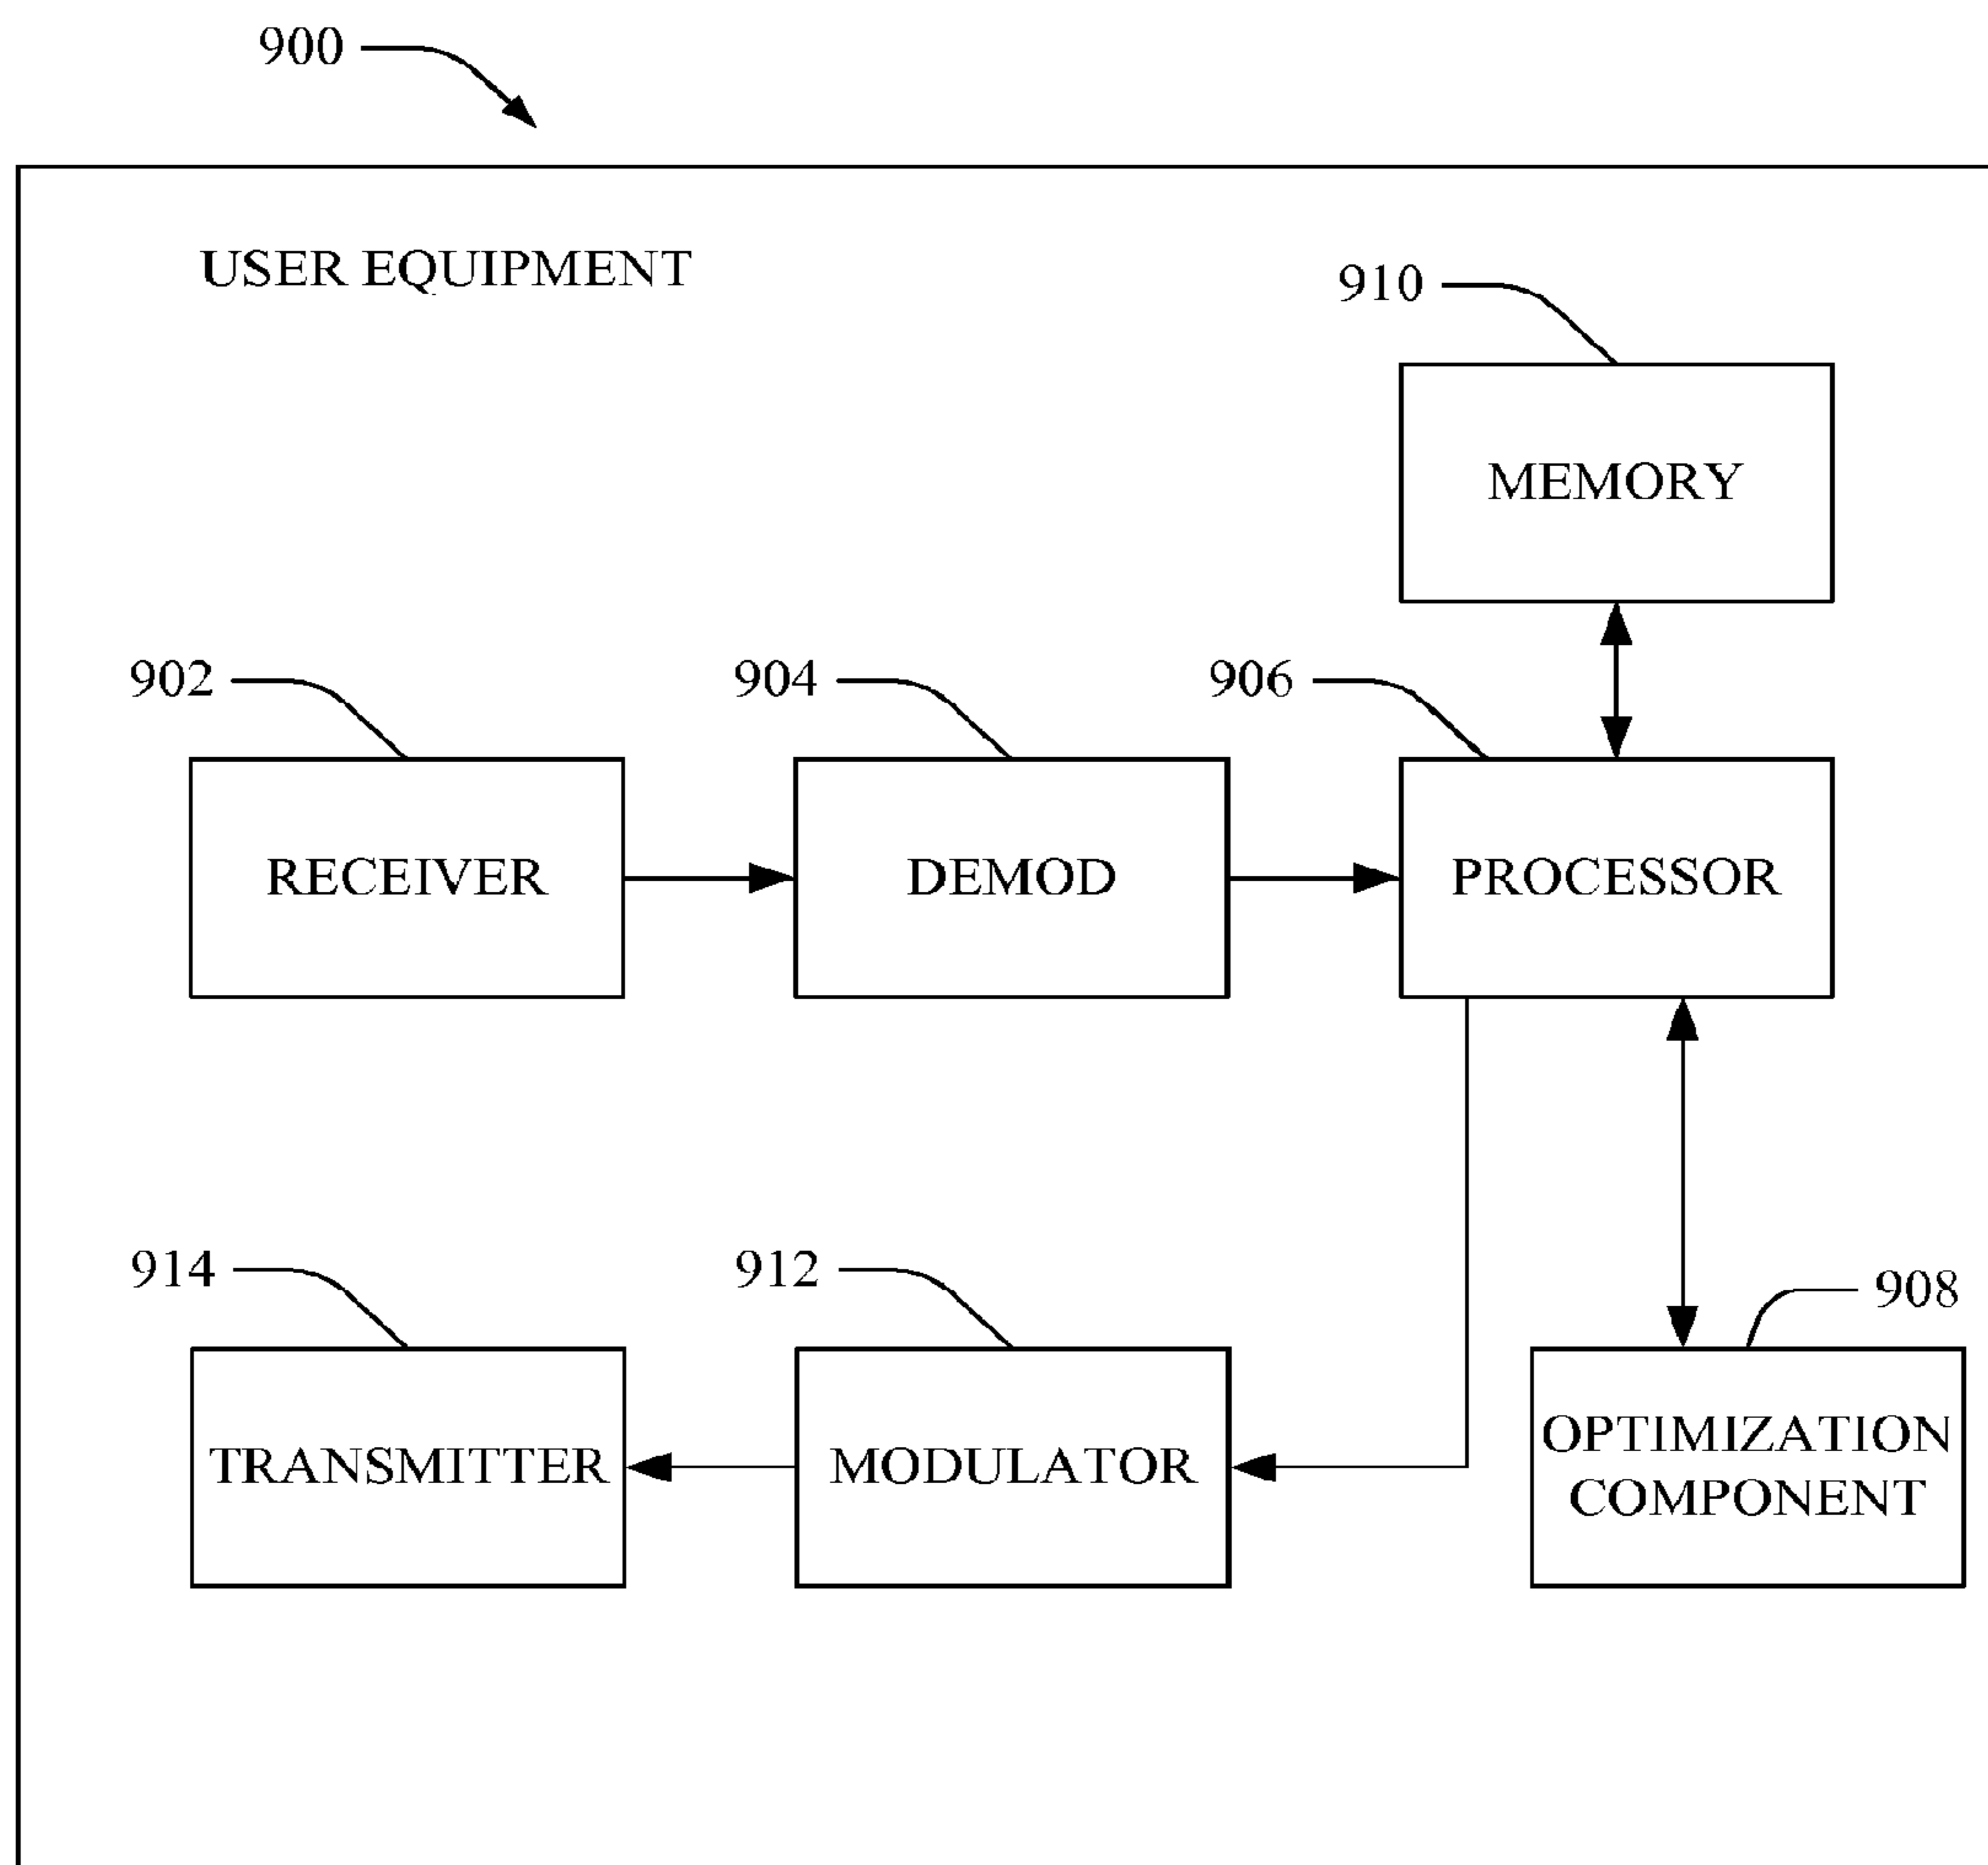 900
USER EQUIPMENT
910
MEMORY
902
904
906
RECEIVER
DEMOD
PROCESSOR
914
912
908
TRANSMITTER
MODULATOR
OPTIMIZATION
COMPONENT